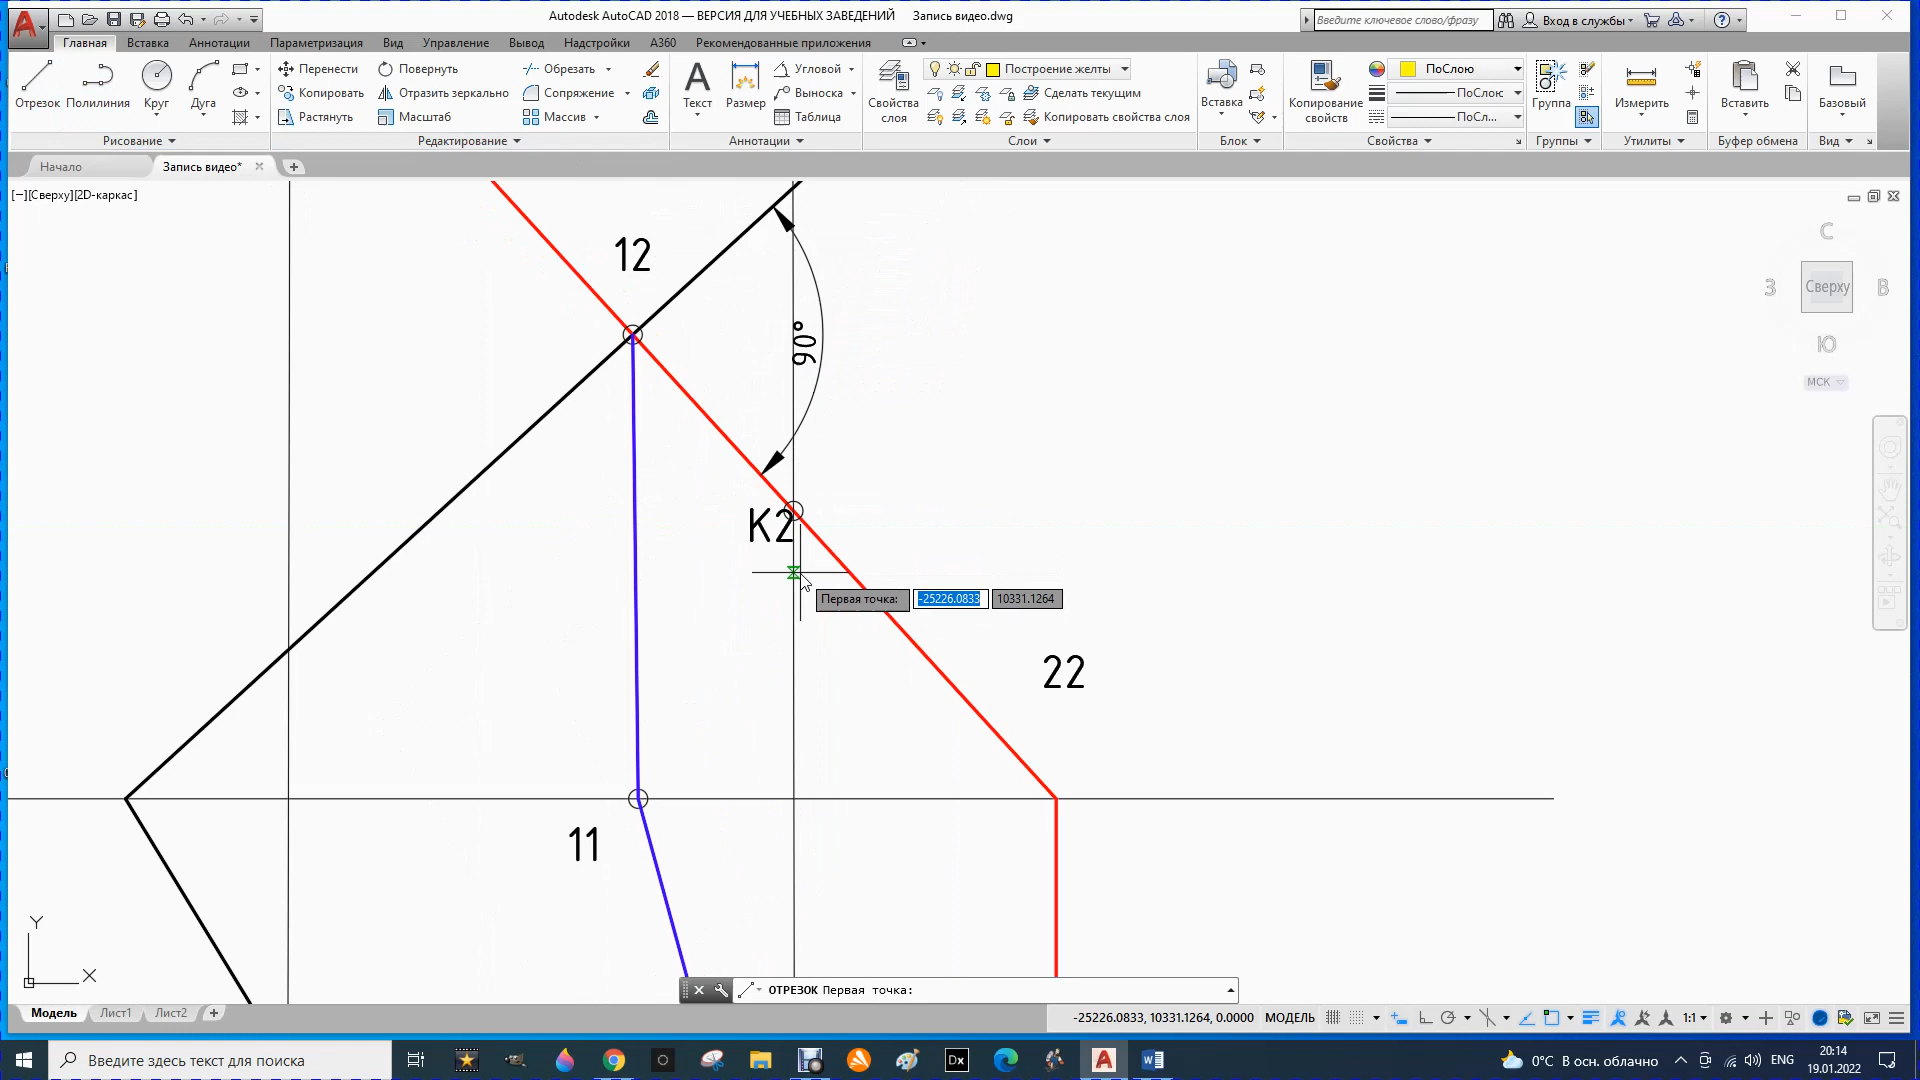 Autodesk AutoCAD 2018 — ВЕРСИЯ ДЛЯ УЧЕБНЫХ ЗАВЕДЕНИЙ Запись видео.dwg
Введите ключевое слово/фразу
Вход в службы
Главная Вставка Аннотации Параметризация Вид Управление Вывод Надстройки A360 Рекомендованные приложения
Отрезок Полилиния Круг Дуга
Рисование
Перенести Повернуть Обрезать
Копировать Отразить зеркально Сопряжение
Растянуть Масштаб Массив
Редактирование
Текст Размер
Угловой
Выноска
Таблица
Аннотации
Свойства
слоя
Построение желты
Сделать текущим
Копировать свойства слоя
Слои
Вставка
Блок
Копирование
свойств
ПоСлою
ПоСлою
ПоСл...
Свойства
Группа
Группы
Измерить
Утилиты
Вставить
Буфер обмена
Базовый
Вид
Начало Запись видео*
[−][Сверху][2D-каркас]
С
З Сверху В
Ю
МСК
12
90°
K2
Первая точка: -25226.0833 10331.1264
22
11
Y
X
ОТРЕЗОК Первая точка:
Модель Лист1 Лист2
-25226.0833, 10331.1264, 0.0000 МОДЕЛЬ 1:1
Введите здесь текст для поиска
Dx
0°C В осн. облачно
ENG
20:14
19.01.2022